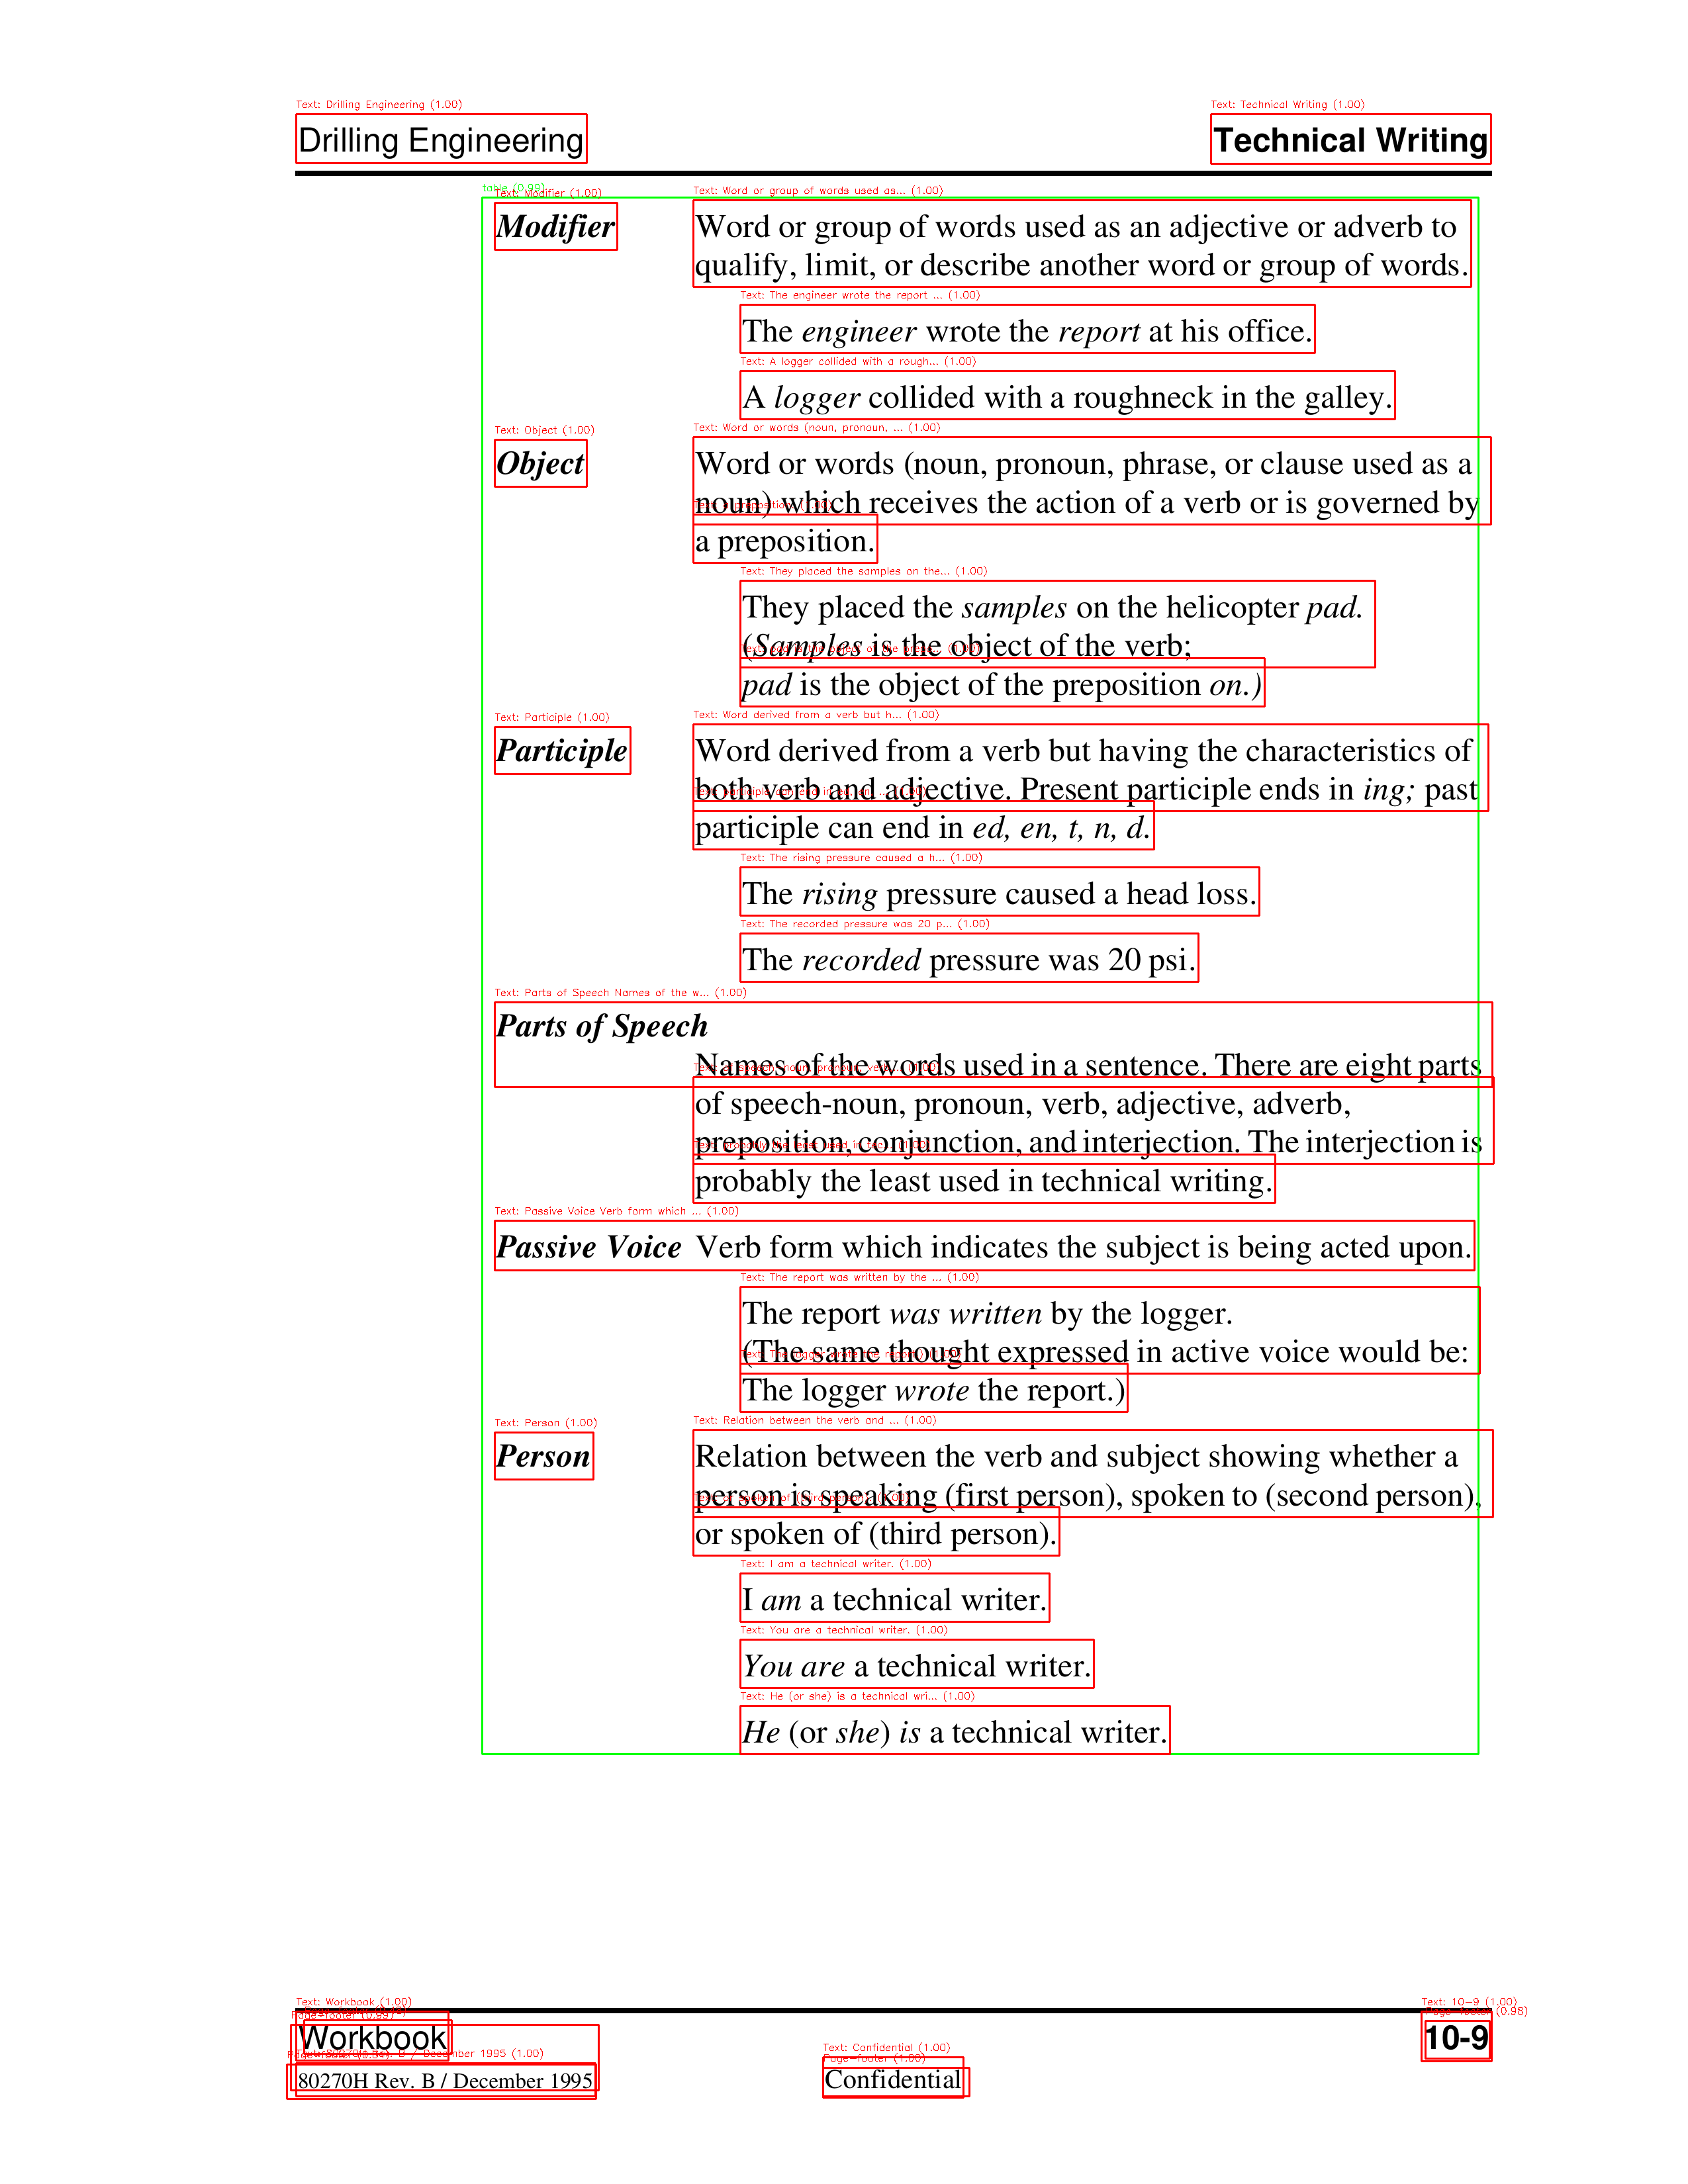 Drilling Engineering
Technical Writing
Modifier Word or group of words used as an adjective or adverb to
qualify, limit, or describe another word or group of words.
The engineer wrote the report at his office.
A logger collided with a roughneck in the galley.
Object Word or words (noun, pronoun, phrase, or clause used as a
noun) which receives the action of a verb or is governed by
a preposition.
They placed the samples on the helicopter pad.
(Samples is the object of the verb;
pad is the object of the preposition on.)
Participle Word derived from a verb but having the characteristics of
both verb and adjective. Present participle ends in ing; past
participle can end in ed, en, t, n, d.
The rising pressure caused a head loss.
The recorded pressure was 20 psi.
Parts of Speech
Names of the words used in a sentence. There are eight parts
of speech-noun, pronoun, verb, adjective, adverb,
preposition, conjunction, and interjection. The interjection is
probably the least used in technical writing.
Passive Voice Verb form which indicates the subject is being acted upon.
The report was written by the logger.
(The same thought expressed in active voice would be:
The logger wrote the report.)
Person Relation between the verb and subject showing whether a
person is speaking (first person), spoken to (second person),
or spoken of (third person).
I am a technical writer.
You are a technical writer.
He (or she) is a technical writer.
Workbook
10-9
80270H Rev. B / December 1995
Confidential